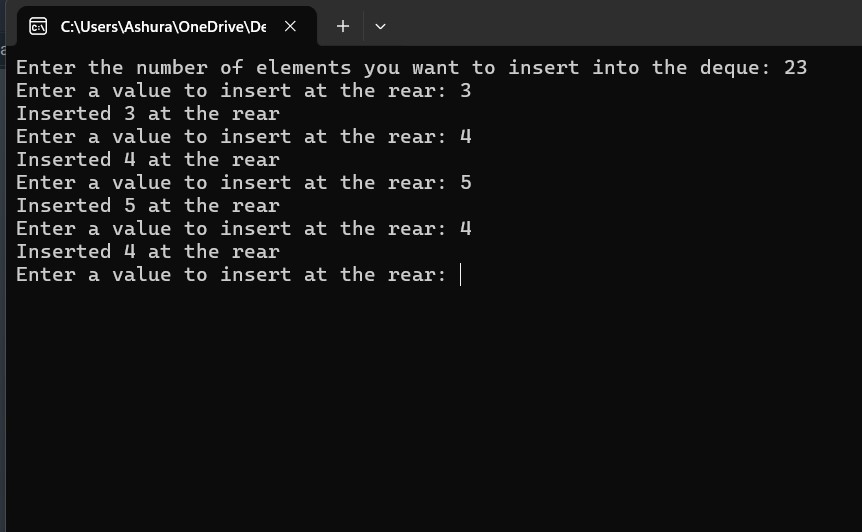 C:\Users\Ashura\OneDrive\De
Enter the number of elements you want to insert into the deque: 23
Enter a value to insert at the rear: 3
Inserted 3 at the rear
Enter a value to insert at the rear: 4
Inserted 4 at the rear
Enter a value to insert at the rear: 5
Inserted 5 at the rear
Enter a value to insert at the rear: 4
Inserted 4 at the rear
Enter a value to insert at the rear: